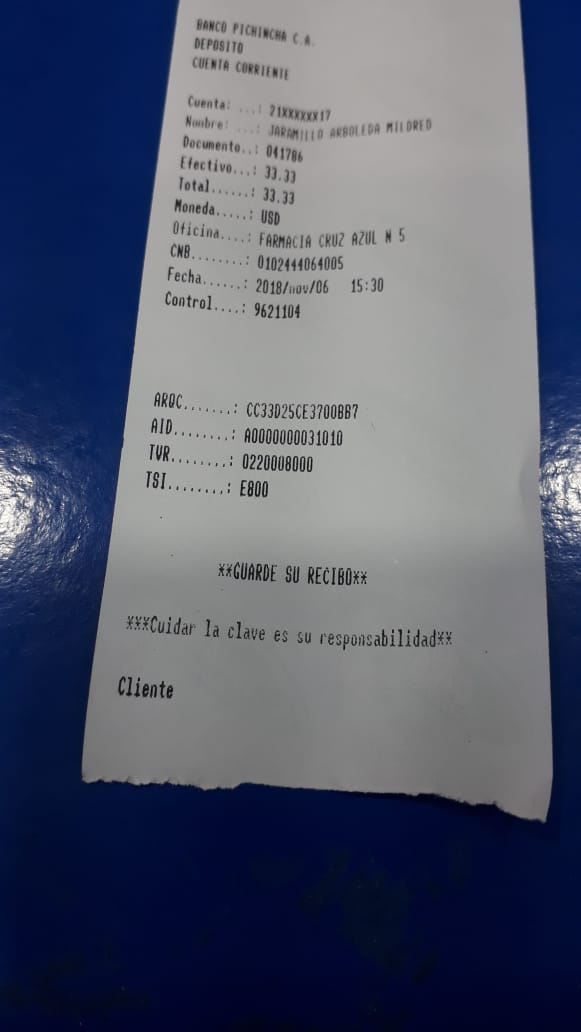 BANCO PICHINCHA C.A.
DEPOSITO
CUENTA CORRIENTE
Cuenta: ...: 21XXXXXX17
Nombre: ...: JARAMILLO ARBOLEDA MILDRED
Documento..: 041786
Efectivo...: 33.33
Total......: 33.33
Moneda.....: USD
Oficina....: FARMACIA CRUZ AZUL N 5
CNB........: 0102444064005
Fecha......: 2018/nov/06 15:30
Control....: 9621104
ARQC.......: CC33D25CE3700BB7
AID........: A0000000031010
TVR........: 0220008000
TSI........: E800
**GUARDE SU RECIBO**
***Cuidar la clave es su responsabilidad**
Cliente